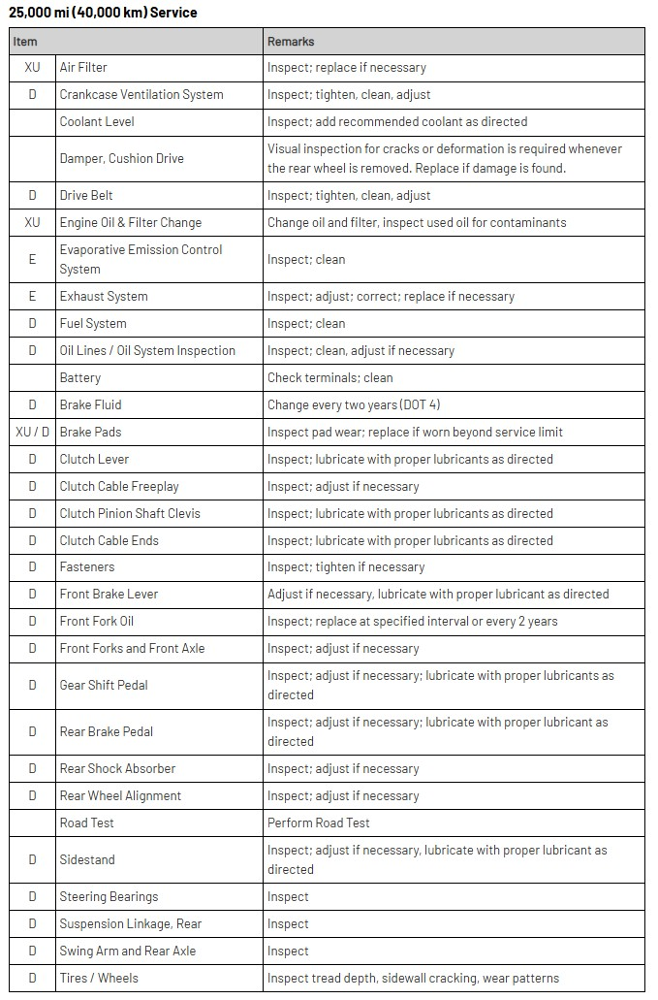 25,000 mi (40,000 km) Service
Item Remarks
XU Air Filter Inspect; replace if necessary
D Crankcase Ventilation System Inspect; tighten, clean, adjust
Coolant Level Inspect; add recommended coolant as directed
Damper, Cushion Drive Visual inspection for cracks or deformation is required whenever
the rear wheel is removed. Replace if damage is found.
D Drive Belt Inspect; tighten, clean, adjust
XU Engine Oil & Filter Change Change oil and filter, inspect used oil for contaminants
E Evaporative Emission Control
System Inspect; clean
E Exhaust System Inspect; adjust; correct; replace if necessary
D Fuel System Inspect; clean
D Oil Lines / Oil System Inspection Inspect; clean, adjust if necessary
Battery Check terminals; clean
D Brake Fluid Change every two years (DOT 4)
XU / D Brake Pads Inspect pad wear; replace if worn beyond service limit
D Clutch Lever Inspect; lubricate with proper lubricants as directed
D Clutch Cable Freeplay Inspect; adjust if necessary
D Clutch Pinion Shaft Clevis Inspect; lubricate with proper lubricants as directed
D Clutch Cable Ends Inspect; lubricate with proper lubricants as directed
D Fasteners Inspect; tighten if necessary
D Front Brake Lever Adjust if necessary, lubricate with proper lubricant as directed
D Front Fork Oil Inspect; replace at specified interval or every 2 years
D Front Forks and Front Axle Inspect; adjust if necessary
D Gear Shift Pedal Inspect; adjust if necessary; lubricate with proper lubricants as
directed
D Rear Brake Pedal Inspect; adjust if necessary; lubricate with proper lubricant as
directed
D Rear Shock Absorber Inspect; adjust if necessary
D Rear Wheel Alignment Inspect; adjust if necessary
Road Test Perform Road Test
D Sidestand Inspect; adjust if necessary, lubricate with proper lubricant as
directed
D Steering Bearings Inspect
D Suspension Linkage, Rear Inspect
D Swing Arm and Rear Axle Inspect
D Tires / Wheels Inspect tread depth, sidewall cracking, wear patterns